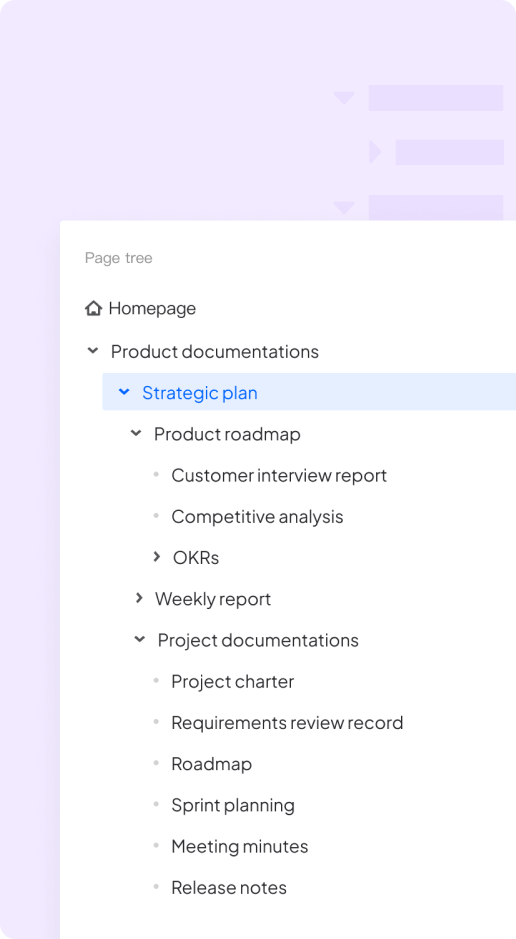 Page tree
Homepage
Product documentations
Strategic plan
Product roadmap
Customer interview report
Competitive analysis
OKRs
Weekly report
Project documentations
Project charter
Requirements review record
Roadmap
Sprint planning
Meeting minutes
Release notes